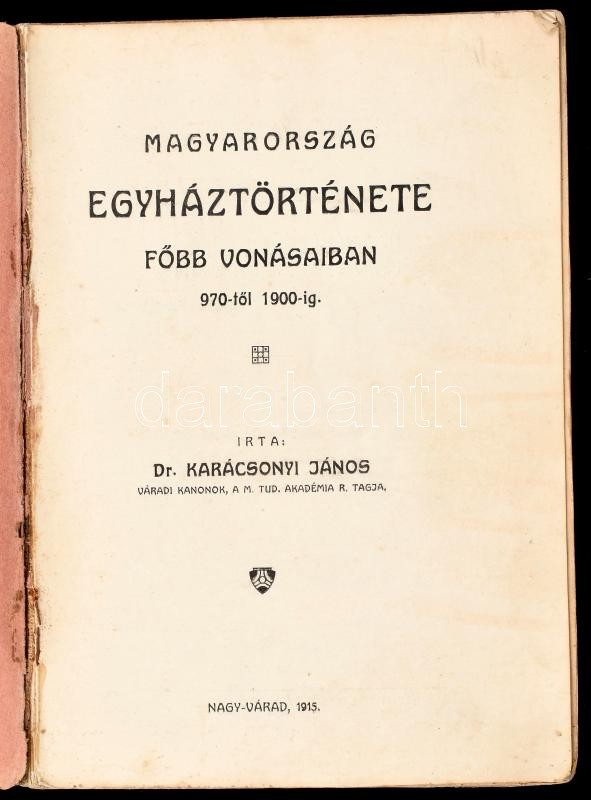 MAGYARORSZÁG
EGYHÁZTÖRTÉNETE
FŐBB VONÁSAIBAN
970-től 1900-ig.
darabanth
IRTA:
Dr. KARÁCSONYI JÁNOS
VÁRADI KANONOK, A M. TUD. AKADÉMIA R. TAGJA.
NAGY-VÁRAD, 1915.